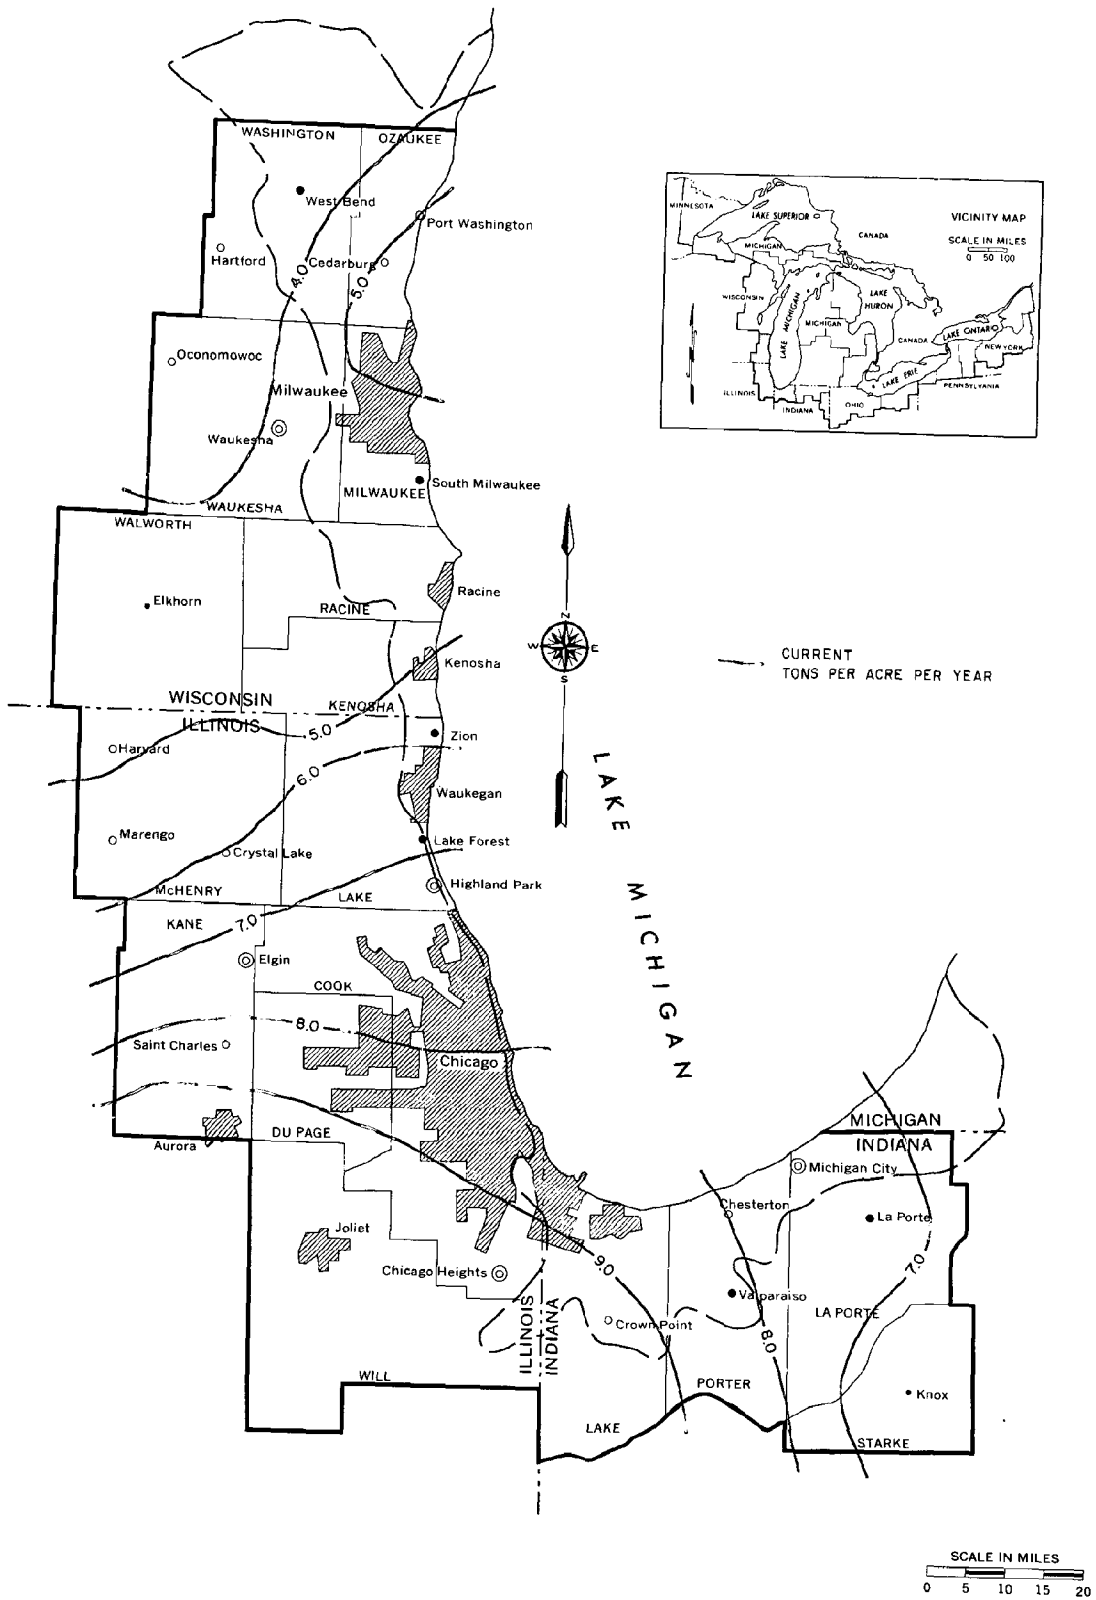 WASHINGTON
OZAUKEE
West Bend
Port Washington
Hartford
Cedarburg
4.0
5.0
Oconomowoc
Milwaukee
Waukesha
South Milwaukee
MILWAUKEE
WAUKESHA
WALWORTH
Elkhorn
Racine
RACINE
Kenosha
WISCONSIN
KENOSHA
ILLINOIS
5.0
Harvard
Zion
6.0
Waukegan
Marengo
Lake Forest
Crystal Lake
Highland Park
McHENRY
LAKE
KANE
7.0
Elgin
COOK
8.0
Saint Charles
Chicago
DU PAGE
Aurora
Joliet
Chicago Heights
9.0
ILLINOIS
INDIANA
Crown Point
WILL
LAKE
PORTER
MICHIGAN
INDIANA
Michigan City
Chesterton
La Porte
7.0
Valparaiso
LA PORTE
8.0
Knox
STARKE
LAKE MICHIGAN
N
W
E
S
CURRENT
TONS PER ACRE PER YEAR
MINNESOTA
LAKE SUPERIOR
VICINITY MAP
CANADA
SCALE IN MILES
0 50 100
MICHIGAN
WISCONSIN
LAKE MICHIGAN
LAKE
HURON
MICHIGAN
CANADA
LAKE ONTARIO
NEW YORK
LAKE ERIE
PENNSYLVANIA
ILLINOIS
INDIANA
OHIO
SCALE IN MILES
0 5 10 15 20